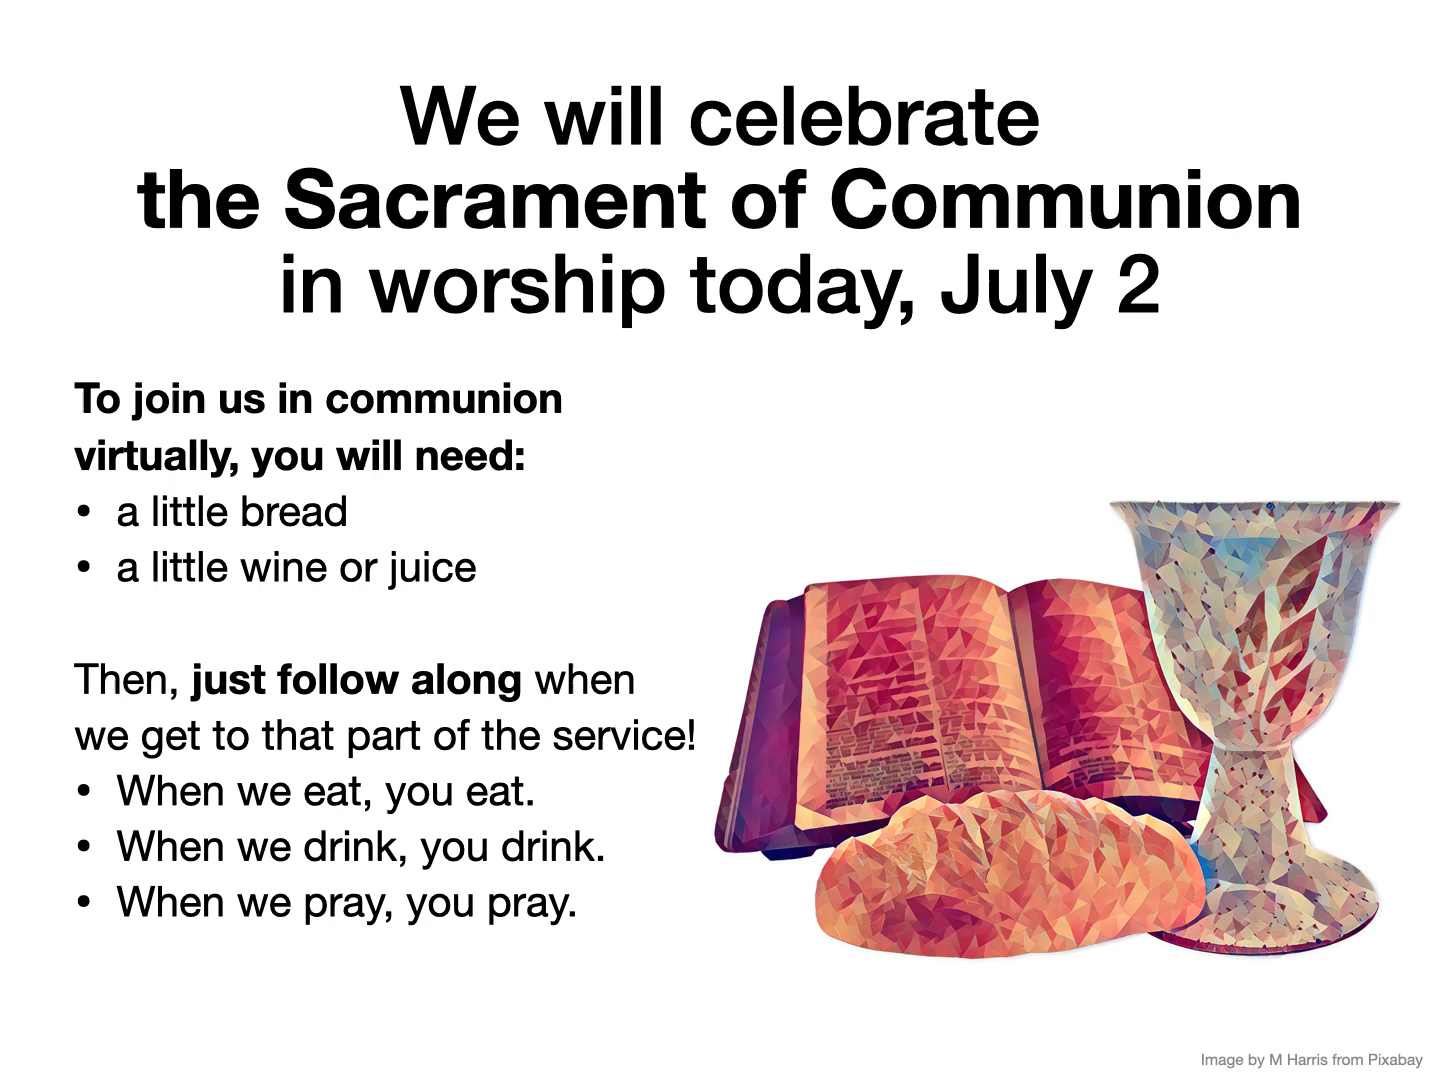 We will celebrate
the Sacrament of Communion
in worship today, July 2
To join us in communion
virtually, you will need:
• a little bread
• a little wine or juice
Then, just follow along when
we get to that part of the service!
• When we eat, you eat.
• When we drink, you drink.
• When we pray, you pray.
Image by M Harris from Pixabay